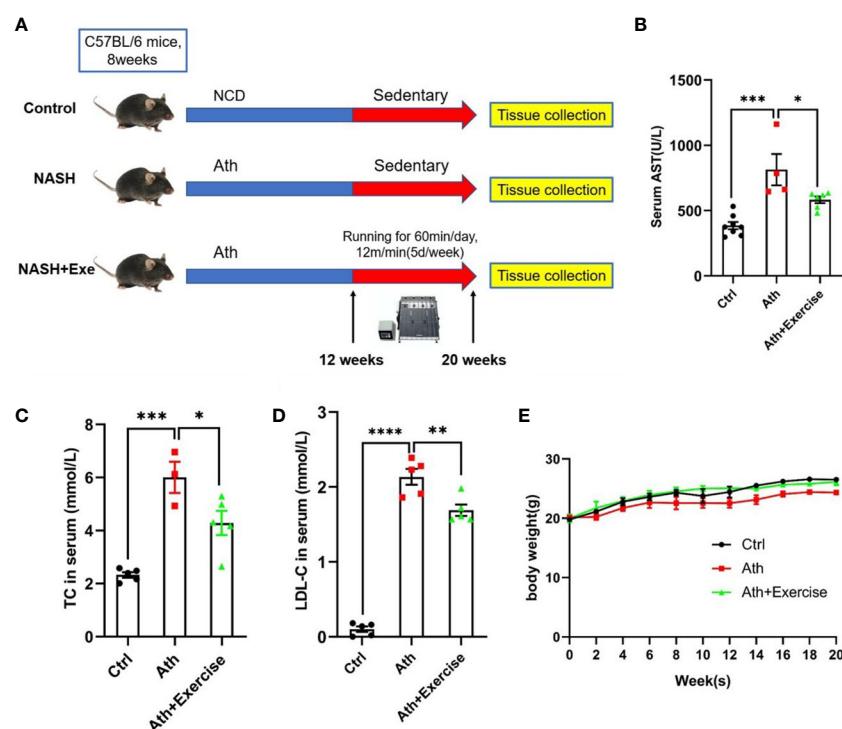 A
C57BL/6 mice,
8weeks
Control
NCD
Sedentary
Tissue collection
NASH
Ath
Sedentary
Tissue collection
NASH+Exe
Ath
Running for 60min/day,
12m/min(5d/week)
Tissue collection
12 weeks
20 weeks
B
Serum AST(U/L)
1500
1000
500
0
***
*
Ctrl
Ath
Ath+Exercise
C
TC in serum (mmol/L)
8
6
4
2
0
***
*
Ctrl
Ath
Ath+Exercise
D
LDL-C in serum (mmol/L)
3
2
1
0
****
**
Ctrl
Ath
Ath+Exercise
E
body weight(g)
30
20
10
0
Ctrl
Ath
Ath+Exercise
0 2 4 6 8 10 12 14 16 18 20
Week(s)